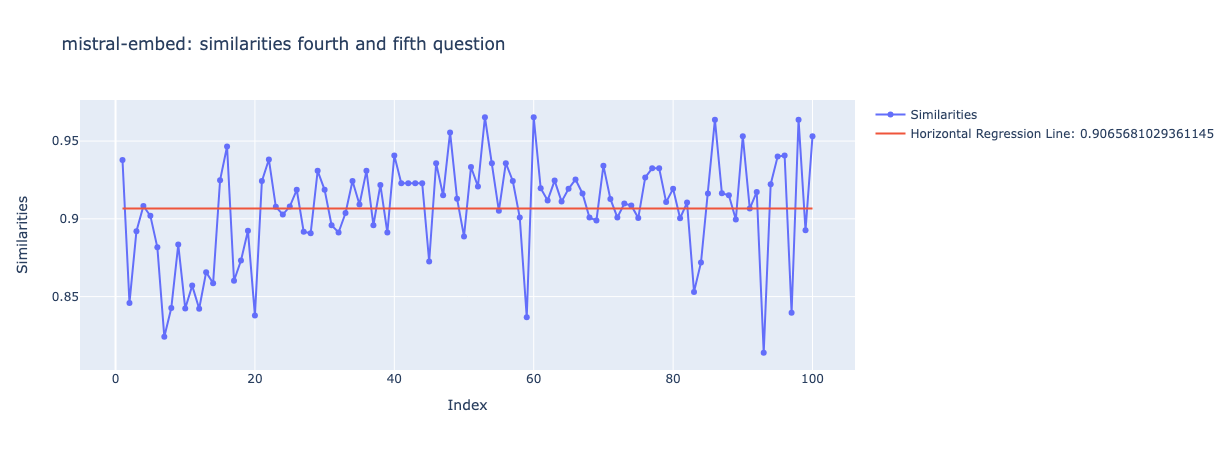 mistral-embed: similarities fourth and fifth question
Similarities
Horizontal Regression Line: 0.9065681029361145
0.95
0.9
0.85
Similarities
0
20
40
60
80
100
Index